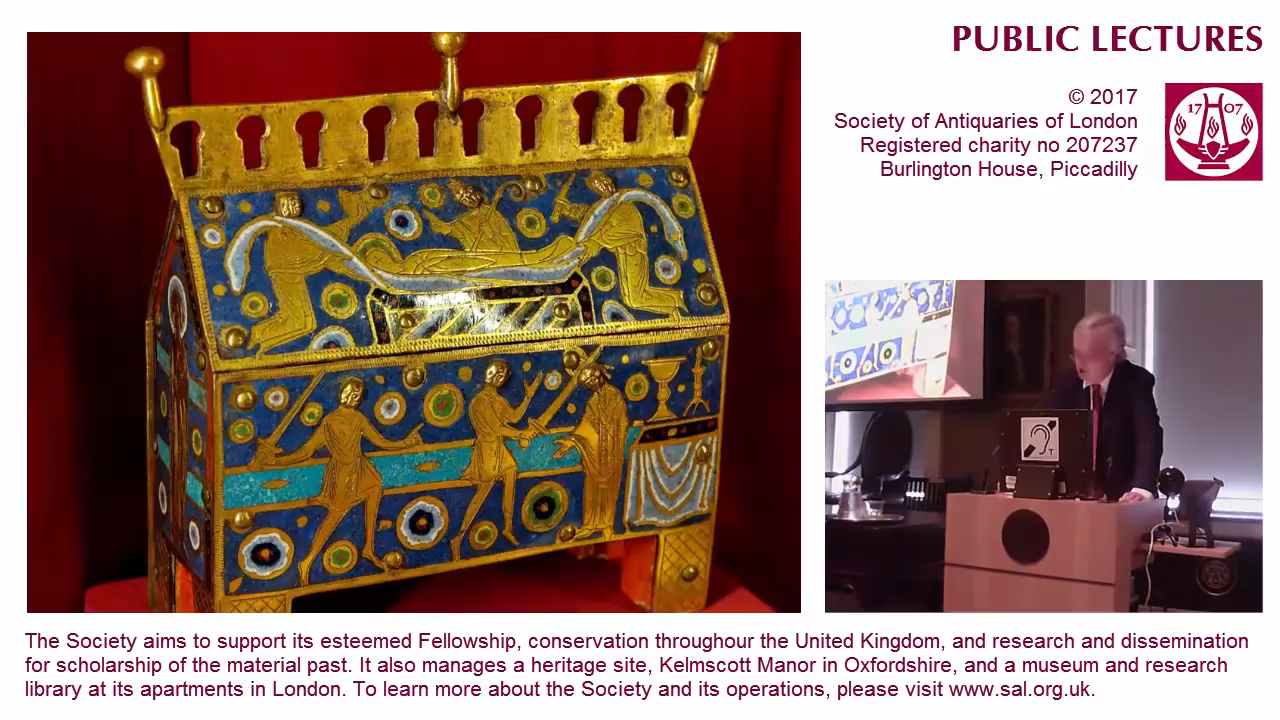 PUBLIC LECTURES
© 2017
Society of Antiquaries of London
Registered charity no 207237
Burlington House, Piccadilly
17 07
T
The Society aims to support its esteemed Fellowship, conservation throughour the United Kingdom, and research and dissemination
for scholarship of the material past. It also manages a heritage site, Kelmscott Manor in Oxfordshire, and a museum and research
library at its apartments in London. To learn more about the Society and its operations, please visit www.sal.org.uk.